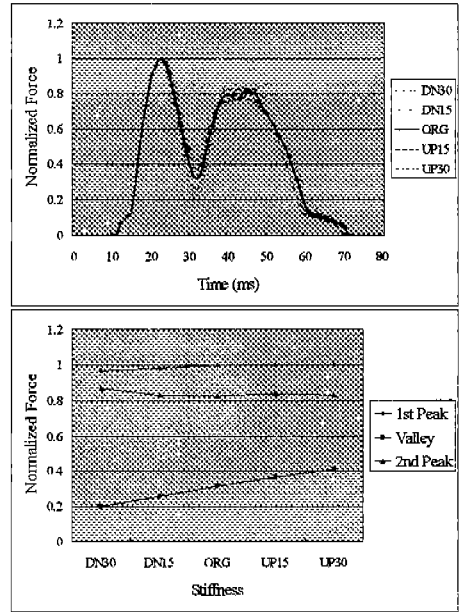 1.2
1
0.8
0.6
0.4
0.2
0
Normalized Force
0 10 20 30 40 50 60 70 80
Time (ms)
DN30
DN15
ORG
UP15
UP30
1.2
1
0.8
0.6
0.4
0.2
0
Normalized Force
DN30 DN15 ORG UP15 UP30
Stiffness
1st Peak
Valley
2nd Peak